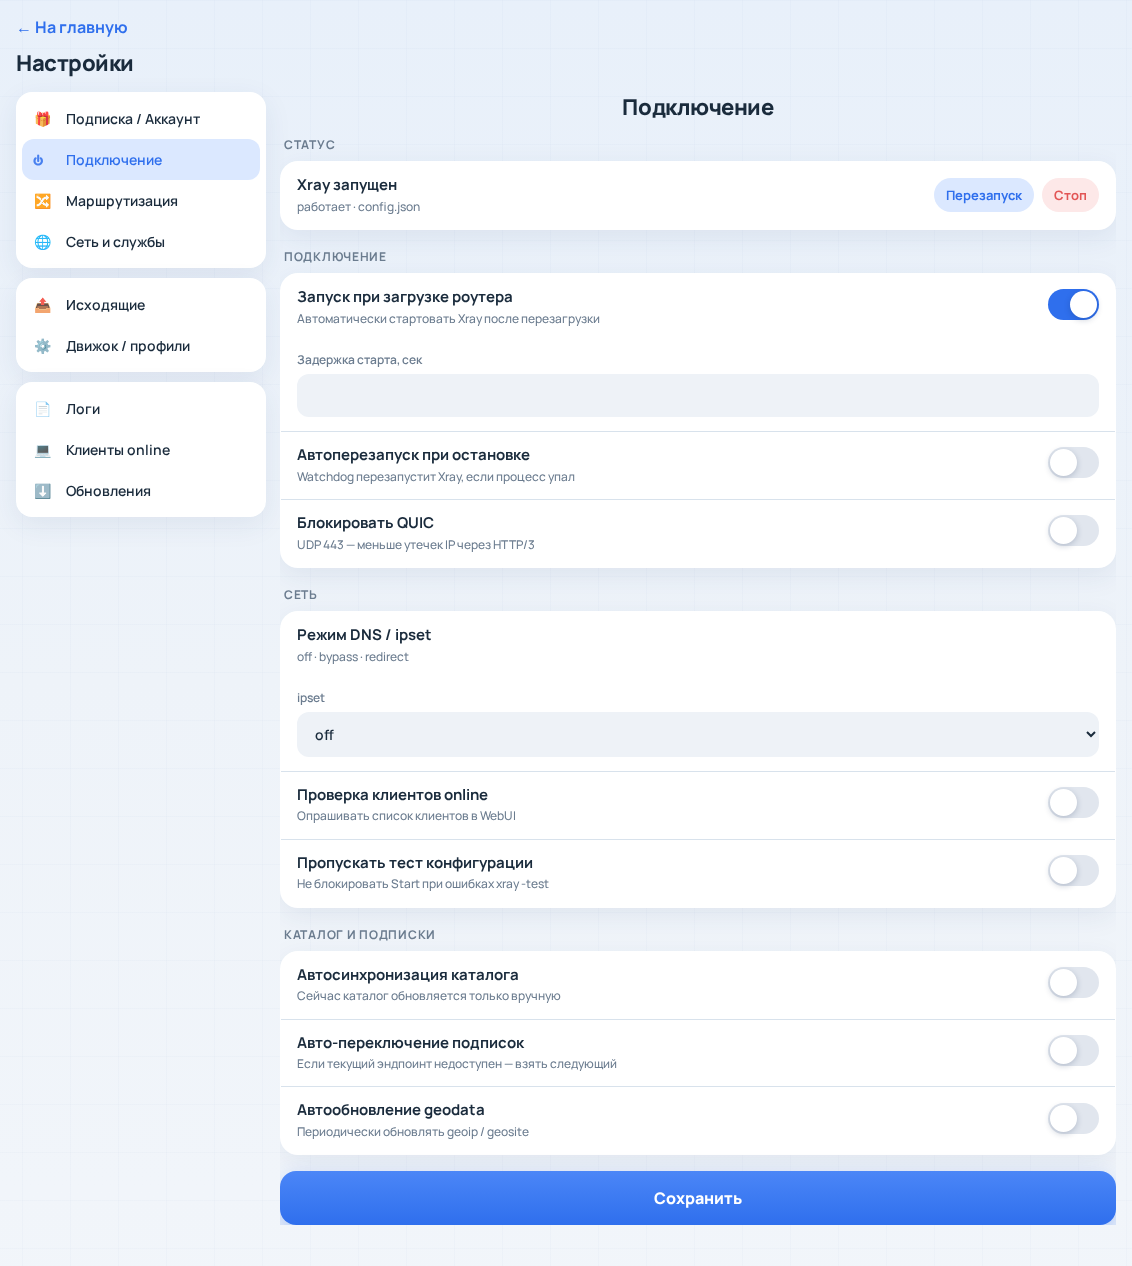 ← На главную
Настройки
Подписка / Аккаунт
Подключение
Маршрутизация
Сеть и службы
Исходящие
Движок / профили
Логи
Клиенты online
Обновления
Подключение
СТАТУС
Xray запущен
работает · config.json
Перезапуск
Стоп
ПОДКЛЮЧЕНИЕ
Запуск при загрузке роутера
Автоматически стартовать Xray после перезагрузки
Задержка старта, сек
Автоперезапуск при остановке
Watchdog перезапустит Xray, если процесс упал
Блокировать QUIC
UDP 443 — меньше утечек IP через HTTP/3
СЕТЬ
Режим DNS / ipset
off · bypass · redirect
ipset
off
Проверка клиентов online
Опрашивать список клиентов в WebUI
Пропускать тест конфигурации
Не блокировать Start при ошибках xray -test
КАТАЛОГ И ПОДПИСКИ
Автосинхронизация каталога
Сейчас каталог обновляется только вручную
Авто-переключение подписок
Если текущий эндпоинт недоступен — взять следующий
Автообновление geodata
Периодически обновлять geoip / geosite
Сохранить